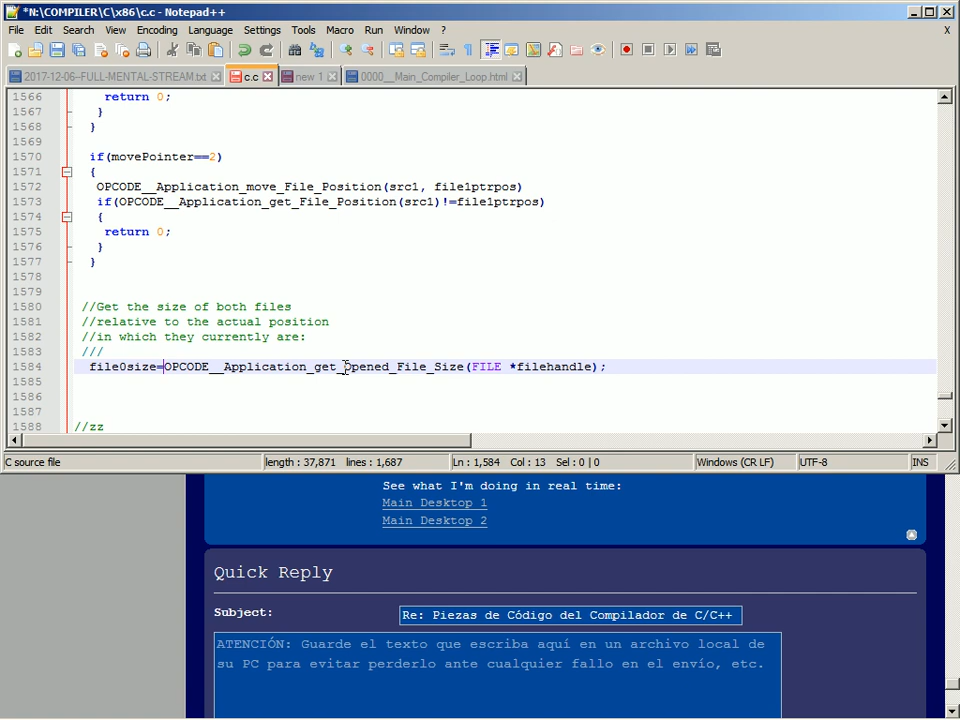 *N:\COMPILER\C\x86\c.c - Notepad++
File Edit Search View Encoding Language Settings Tools Macro Run Window ? X
2017-12-06--FULL-MENTAL-STREAM.txt c.c new 1 0000__Main_Compiler_Loop.html
1566 return 0;
1567 }
1568 }
1569
1570 if(movePointer==2)
1571 {
1572 OPCODE__Application_move_File_Position(src1, file1ptrpos)
1573 if(OPCODE__Application_get_File_Position(src1)!=file1ptrpos)
1574 {
1575 return 0;
1576 }
1577 }
1578
1579
1580 //Get the size of both files
1581 //relative to the actual position
1582 //in which they currently are:
1583 ///
1584 file0size=OPCODE__Application_get_Opened_File_Size(FILE *filehandle);
1585
1586
1587
1588 //zz
C source file length : 37,871 lines : 1,687 Ln : 1,584 Col : 13 Sel : 0 | 0 Windows (CR LF) UTF-8 INS
See what I'm doing in real time:
Main Desktop 1
Main Desktop 2
Quick Reply
Subject: Re: Piezas de Código del Compilador de C/C++
ATENCIÓN: Guarde el texto que escriba aquí en un archivo local de
su PC para evitar perderlo ante cualquier fallo en el envío, etc.